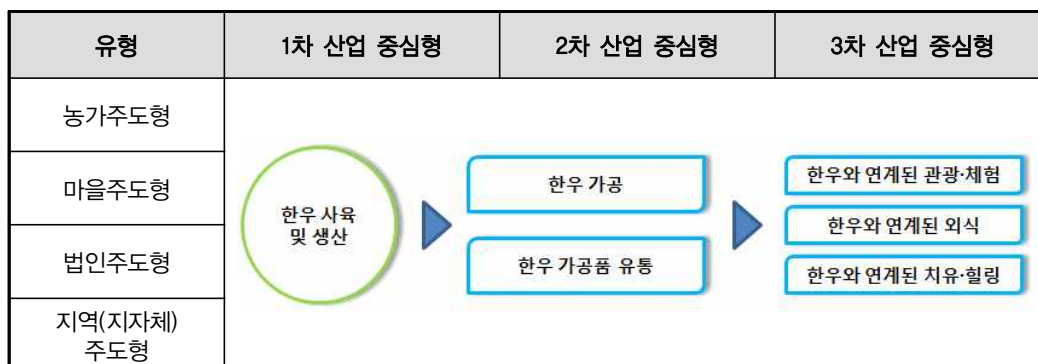 유형 1차 산업 중심형 2차 산업 중심형 3차 산업 중심형
농가주도형
마을주도형
법인주도형
지역(지자체)
주도형
한우 사육
및 생산
한우 가공
한우 가공품 유통
한우와 연계된 관광·체험
한우와 연계된 외식
한우와 연계된 치유·힐링